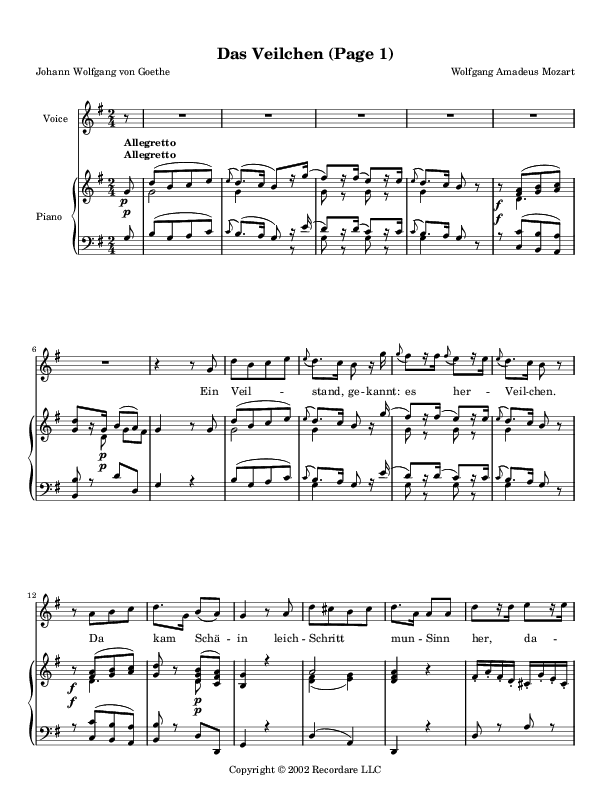 Das Veilchen (Page 1)
Johann Wolfgang von Goethe Wolfgang Amadeus Mozart
Voice
Allegretto
Allegretto
Piano
p
p
f
f
6
Ein Veil - stand, ge-kannt: es her - Veil-chen.
p
p
12
Da kam Schä- in leich-Schritt mun-Sinn her, da -
f
f
p
p
Copyright © 2002 Recordare LLC